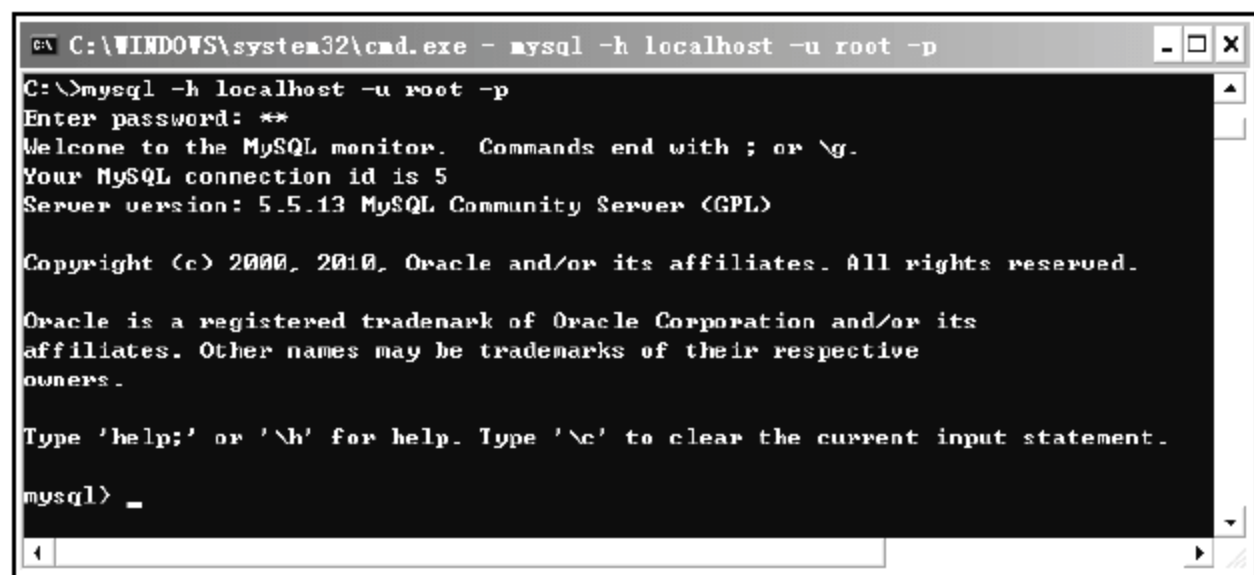 C:\WINDOWS\system32\cmd.exe - mysql -h localhost -u root -p
C:\>mysql -h localhost -u root -p
Enter password: **
Welcome to the MySQL monitor.  Commands end with ; or \g.
Your MySQL connection id is 5
Server version: 5.5.13 MySQL Community Server (GPL)
Copyright (c) 2000, 2010, Oracle and/or its affiliates. All rights reserved.
Oracle is a registered trademark of Oracle Corporation and/or its
affiliates. Other names may be trademarks of their respective
owners.
Type 'help;' or '\h' for help. Type '\c' to clear the current input statement.
mysql> _